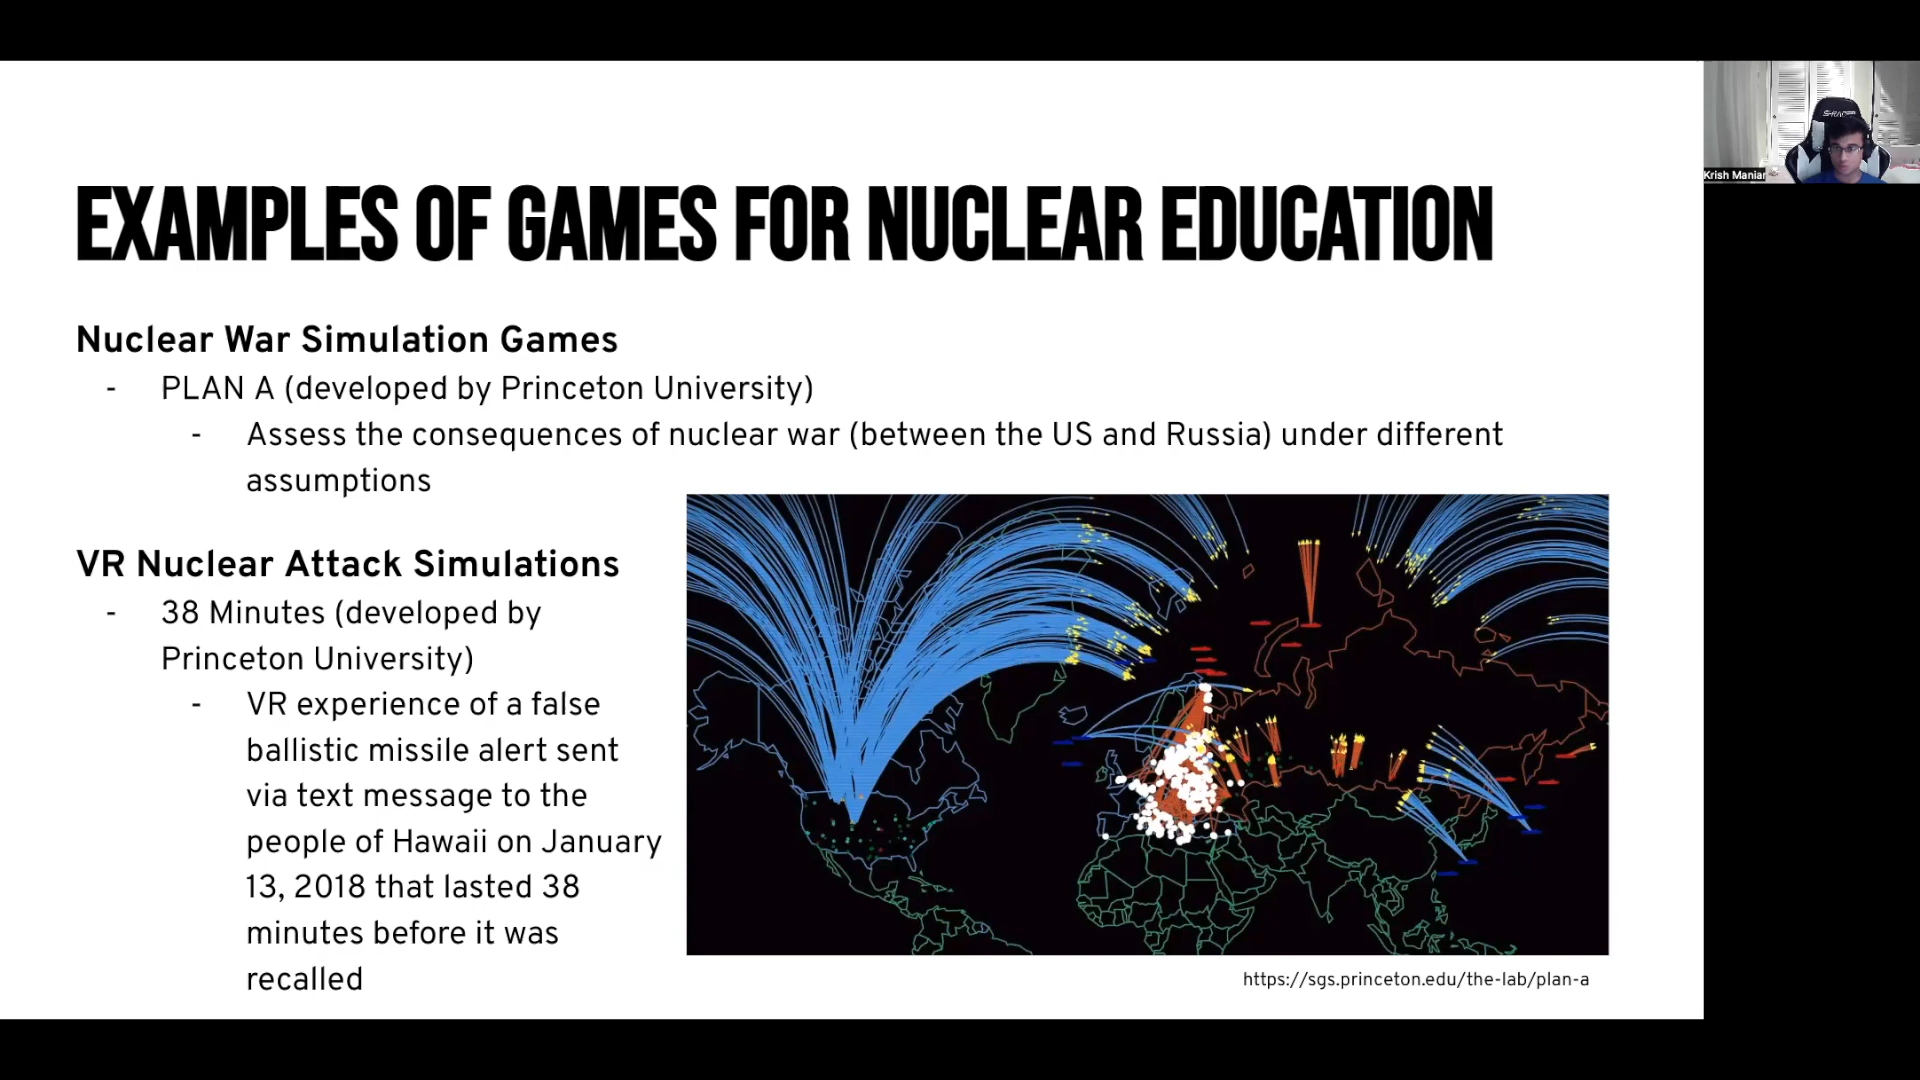 Krish Maniar
EXAMPLES OF GAMES FOR NUCLEAR EDUCATION
Nuclear War Simulation Games
- PLAN A (developed by Princeton University)
- Assess the consequences of nuclear war (between the US and Russia) under different
assumptions
VR Nuclear Attack Simulations
- 38 Minutes (developed by
Princeton University)
- VR experience of a false
ballistic missile alert sent
via text message to the
people of Hawaii on January
13, 2018 that lasted 38
minutes before it was
recalled
https://sgs.princeton.edu/the-lab/plan-a